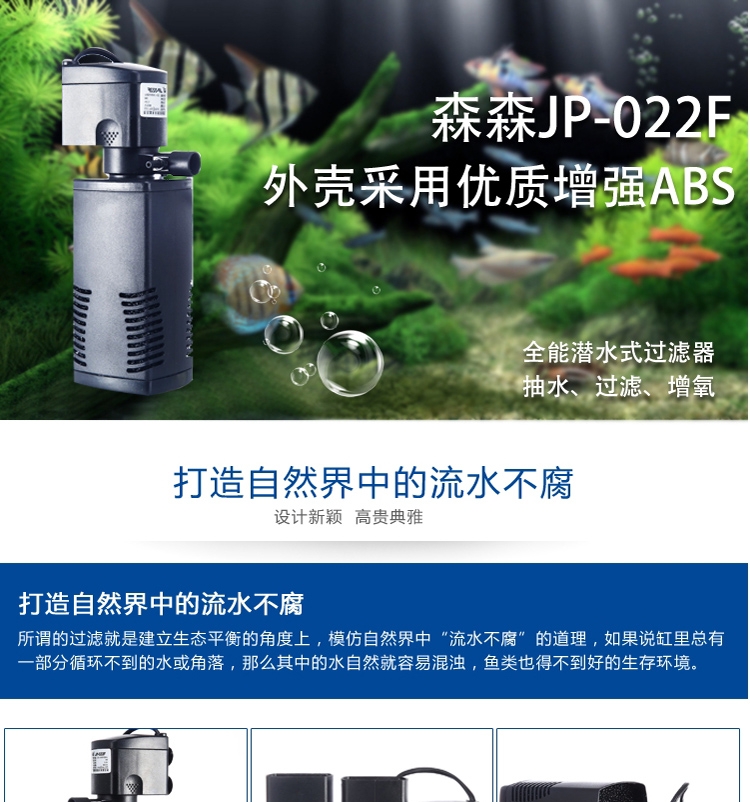 森森JP-022F
外壳采用优质增强ABS
全能潜水式过滤器
抽水、过滤、增氧
打造自然界中的流水不腐
设计新颖 高贵典雅
打造自然界中的流水不腐
所谓的过滤就是建立生态平衡的角度上，模仿自然界中“流水不腐”的道理，如果说缸里总有
一部分循环不到的水或角落，那么其中的水自然就容易混浊，鱼类也得不到好的生存环境。